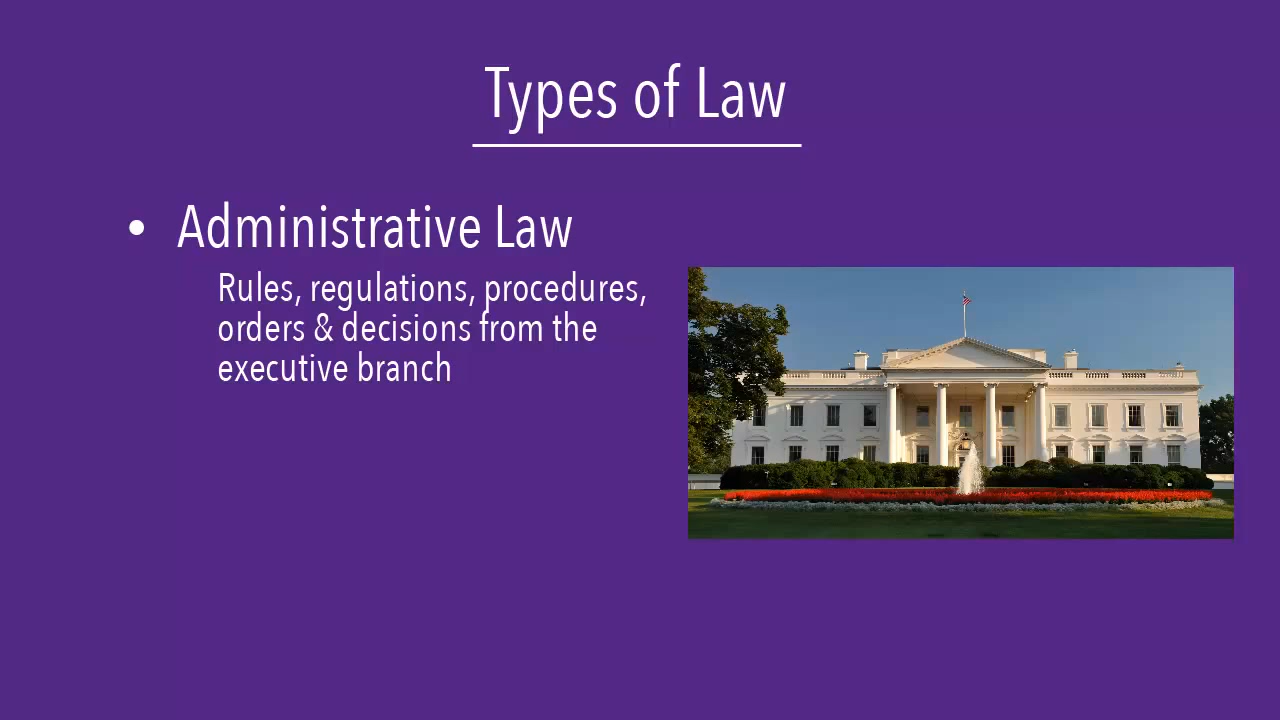 Types of Law
• Administrative Law
Rules, regulations, procedures,
orders & decisions from the
executive branch